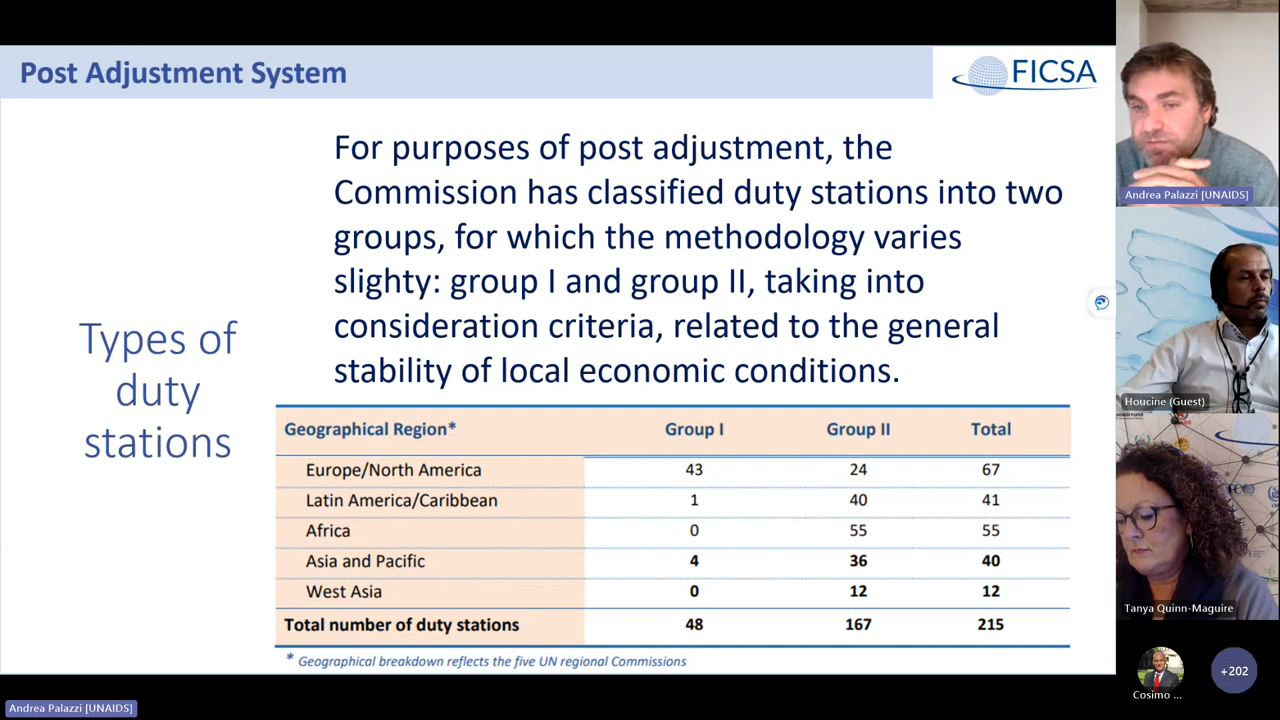 Post Adjustment System
FICSA
For purposes of post adjustment, the
Commission has classified duty stations into two
groups, for which the methodology varies
slighty: group I and group II, taking into
consideration criteria, related to the general
stability of local economic conditions.
Types of
duty
stations
Geographical Region* Group I Group II Total
Europe/North America 43 24 67
Latin America/Caribbean 1 40 41
Africa 0 55 55
Asia and Pacific 4 36 40
West Asia 0 12 12
Total number of duty stations 48 167 215
* Geographical breakdown reflects the five UN regional Commissions
Andrea Palazzi [UNAIDS]
Houcine (Guest)
Tanya Quinn-Maguire
Cosimo ...
+202
Andrea Palazzi [UNAIDS]